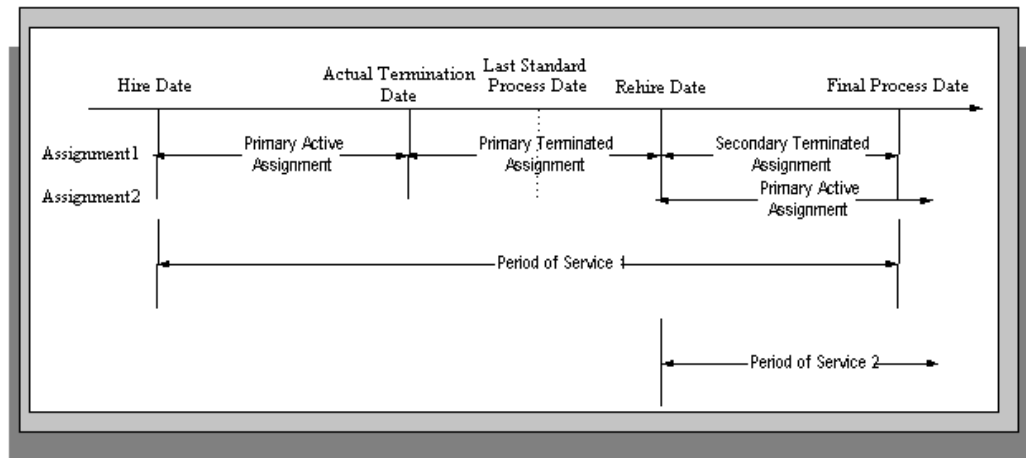 Hire Date
Actual Termination
Date
Last Standard
Process Date
Rehire Date
Final Process Date
Assignment1
Primary Active
Assignment
Primary Terminated
Assignment
Secondary Terminated
Assignment
Assignment2
Primary Active
Assignment
Period of Service 1
Period of Service 2